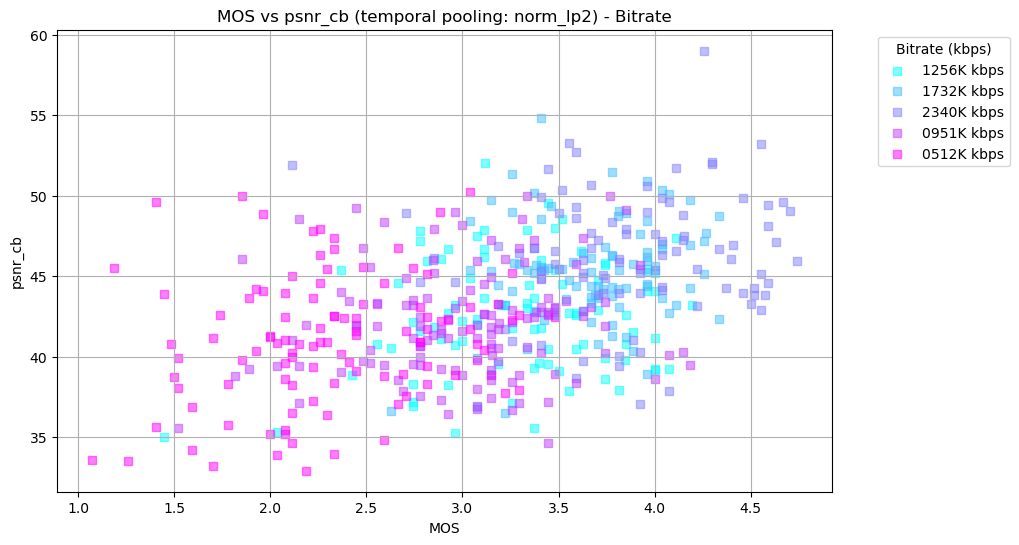 MOS vs psnr_cb (temporal pooling: norm_lp2) - Bitrate
60
55
50
45
40
35
psnr_cb
1.0 1.5 2.0 2.5 3.0 3.5 4.0 4.5
MOS
Bitrate (kbps)
1256K kbps
1732K kbps
2340K kbps
0951K kbps
0512K kbps